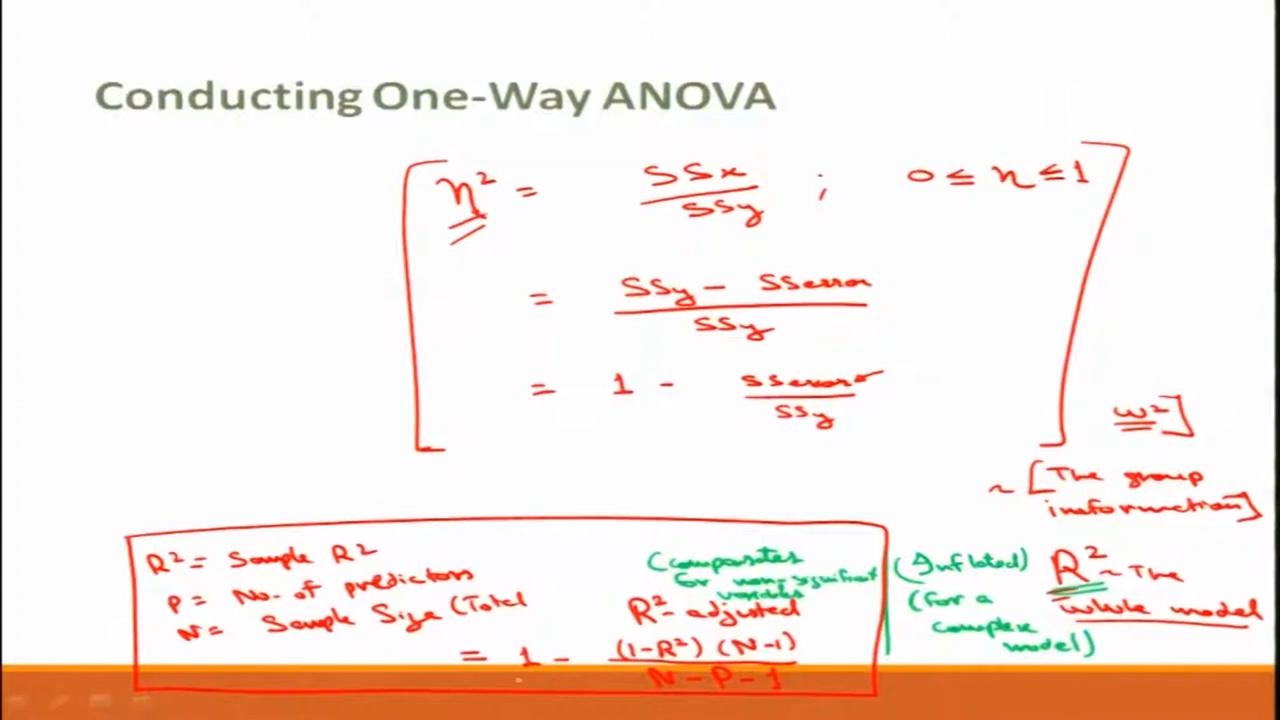 Conducting One-Way ANOVA
η² = SSx / SSy ; 0 ≤ η ≤ 1
= SSy - SSerror / SSy
= 1 - SSerror / SSy
ω²]
~ [The group
information]
R² = Sample R²
P = No. of predictors
N = Sample Size (Total
(compensates
for non-significant
variables
R²-adjusted
= 1 - (1-R²) (N-1) / N - P - 1
(Inflated)
(for a
complex
model)
R² ~ The
whole model